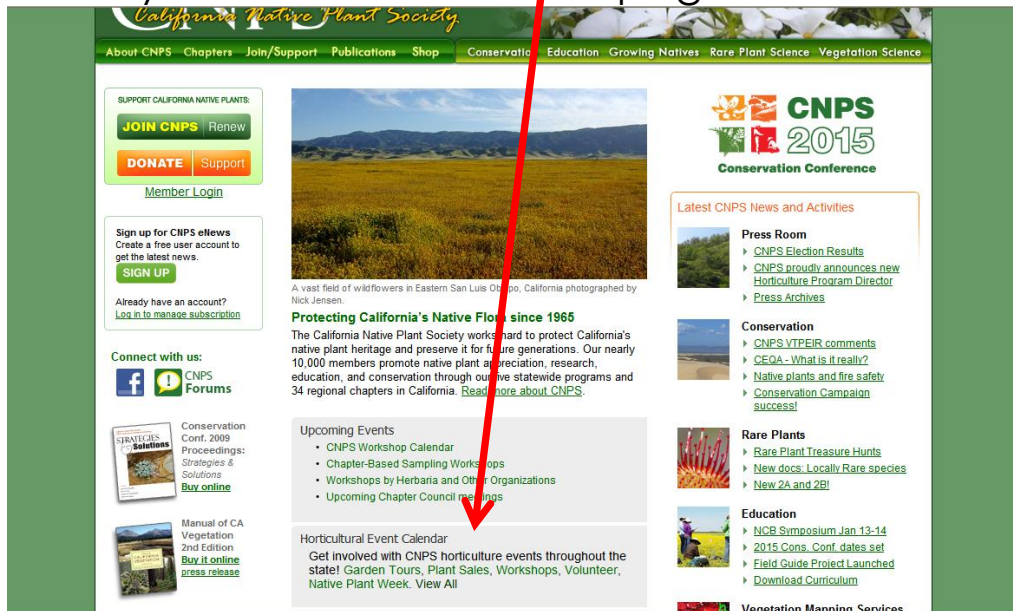 California Native Plant Society
About CNPS Chapters Join/Support Publications Shop Conservation Education Growing Natives Rare Plant Science Vegetation Science
SUPPORT CALIFORNIA NATIVE PLANTS:
JOIN CNPS Renew
DONATE Support
Member Login
Sign up for CNPS eNews
Create a free user account to
get the latest news.
SIGN UP
Already have an account?
Log in to manage subscription
Connect with us:
CNPS
Forums
STRATEGIES
Solutions
Conservation
Conf. 2009
Proceedings:
Strategies &
Solutions
Buy online
Manual of CA
Vegetation
2nd Edition
Buy it online
press release
A vast field of wildflowers in Eastern San Luis Obispo, California photographed by
Nick Jensen.
Protecting California's Native Flora since 1965
The California Native Plant Society works hard to protect California's
native plant heritage and preserve it for future generations. Our nearly
10,000 members promote native plant appreciation, research,
education, and conservation through our five statewide programs and
34 regional chapters in California. Read more about CNPS.
Upcoming Events
• CNPS Workshop Calendar
• Chapter-Based Sampling Workshops
• Workshops by Herbaria and Other Organizations
• Upcoming Chapter Council meetings
Horticultural Event Calendar
Get involved with CNPS horticulture events throughout the
state! Garden Tours, Plant Sales, Workshops, Volunteer,
Native Plant Week. View All
CNPS
2015
Conservation Conference
Latest CNPS News and Activities
Press Room
CNPS Election Results
CNPS proudly announces new
Horticulture Program Director
Press Archives
Conservation
CNPS VTPEIR comments
CEQA - What is it really?
Native plants and fire safety
Conservation Campaign
success!
Rare Plants
Rare Plant Treasure Hunts
New docs: Locally Rare species
New 2A and 2B!
Education
NCB Symposium Jan 13-14
2015 Cons. Conf. dates set
Field Guide Project Launched
Download Curriculum
Vegetation Mapping Services